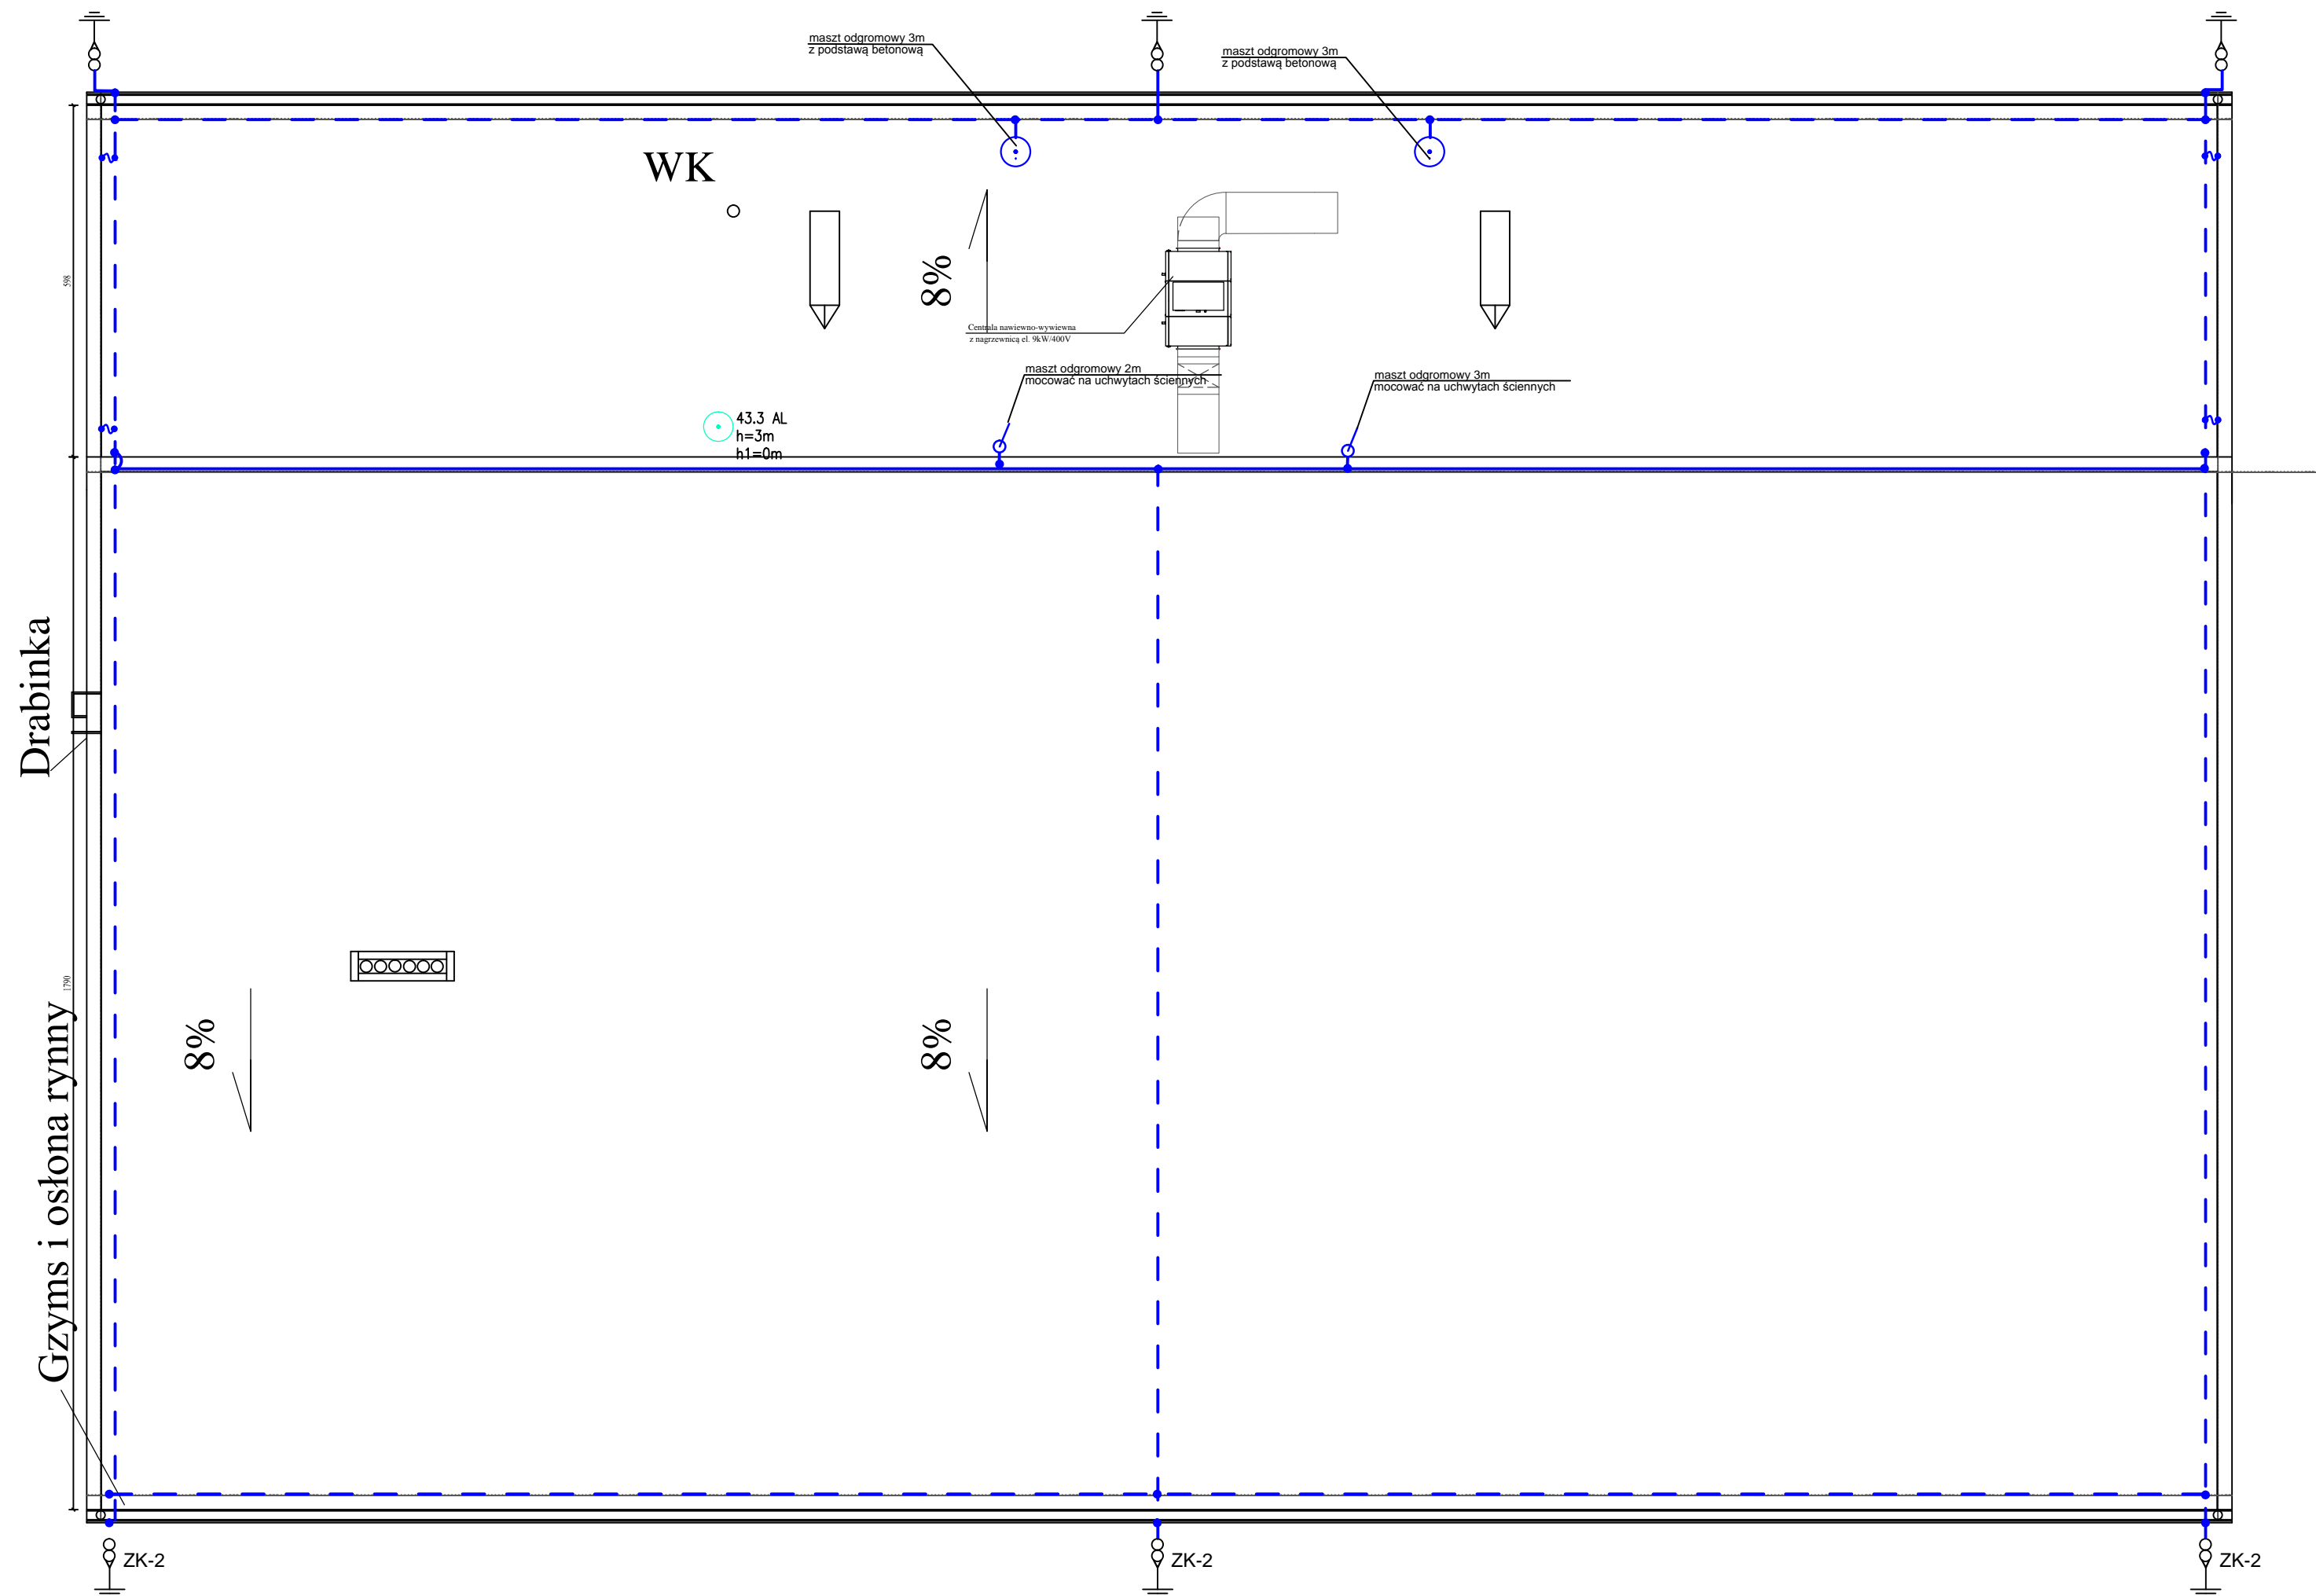 maszt odgromowy 3m
z podstawą betonową
maszt odgromowy 3m
z podstawą betonową
WK
598
8%
Centrala nawiewno-wywiewna
z nagrzewnicą el. 9kW/400V
maszt odgromowy 2m
mocować na uchwytach ściennych
maszt odgromowy 3m
mocować na uchwytach ściennych
43.3 AL
h=3m
h1=0m
Drabinka
1790
Gzyms i osłona rynny
8%
8%
ZK-2
ZK-2
ZK-2